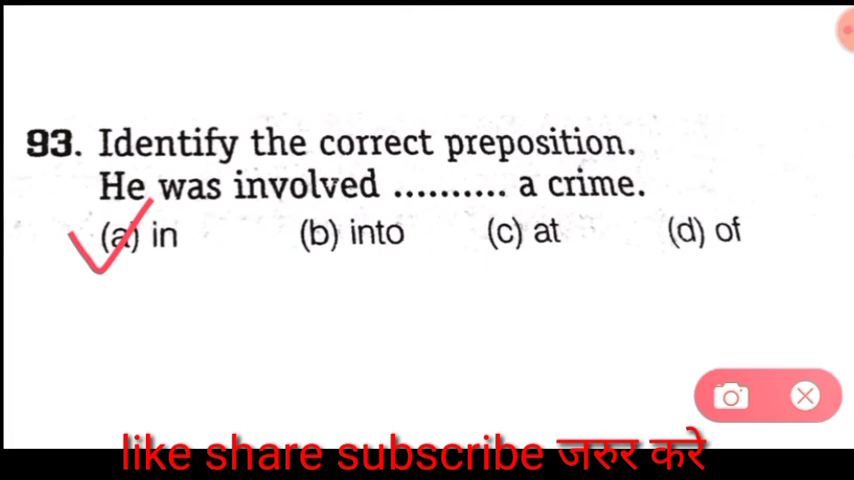 93. Identify the correct preposition.
He was involved .......... a crime.
(a) in (b) into (c) at (d) of
like share subscribe जरुर करे